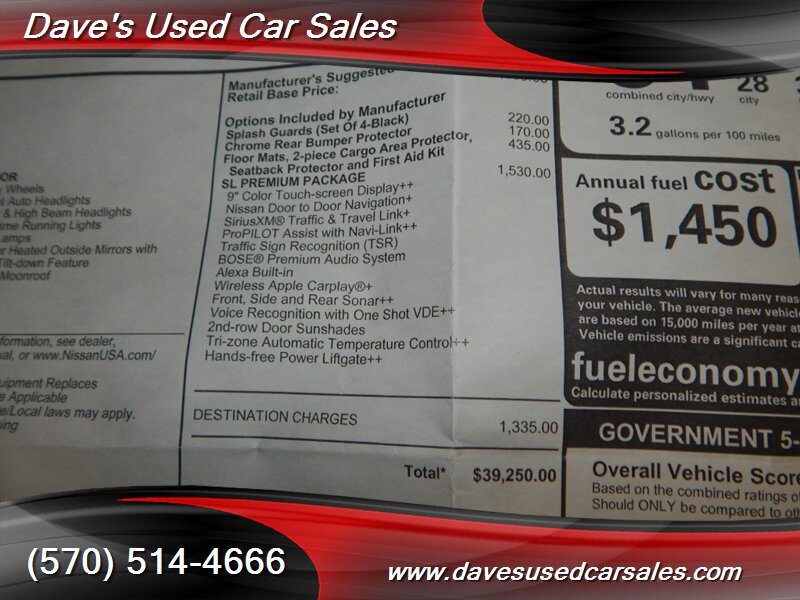 Dave's Used Car Sales
Manufacturer's Suggested
Retail Base Price:
Options Included by Manufacturer
Splash Guards (Set Of 4-Black) 220.00
Chrome Rear Bumper Protector 170.00
Floor Mats, 2-piece Cargo Area Protector, 435.00
Seatback Protector and First Aid Kit
SL PREMIUM PACKAGE 1,530.00
9" Color Touch-screen Display++
Nissan Door to Door Navigation+
SiriusXM® Traffic & Travel Link+
ProPILOT Assist with Navi-Link++
Traffic Sign Recognition (TSR)
BOSE® Premium Audio System
Alexa Built-in
Wireless Apple Carplay®+
Front, Side and Rear Sonar++
Voice Recognition with One Shot VDE++
2nd-row Door Sunshades
Tri-zone Automatic Temperature Control++
Hands-free Power Liftgate++
DESTINATION CHARGES 1,335.00
Total* $39,250.00
OR
Wheels
Auto Headlights
& High Beam Headlights
me Running Lights
amps
Heated Outside Mirrors with
Tilt-down Feature
Moonroof
formation, see dealer,
al, or www.NissanUSA.com/
uipment Replaces
Applicable
/Local laws may apply.
28
combined city/hwy city
3.2 gallons per 100 miles
Annual fuel cost
$1,450
Actual results will vary for many reas
your vehicle. The average new vehicle
are based on 15,000 miles per year at
Vehicle emissions are a significant ca
fueleconomy
Calculate personalized estimates a
GOVERNMENT 5-
Overall Vehicle Score
Based on the combined ratings of
Should ONLY be compared to oth
(570) 514-4666
www.davesusedcarsales.com